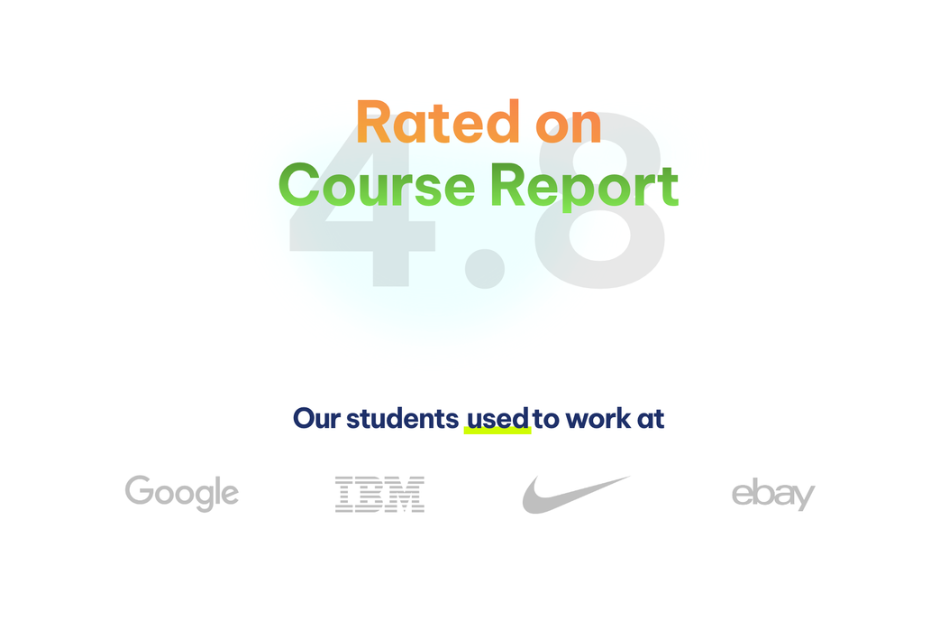 4.8
Rated on
Course Report
Our students used to work at
Google IBM ebay